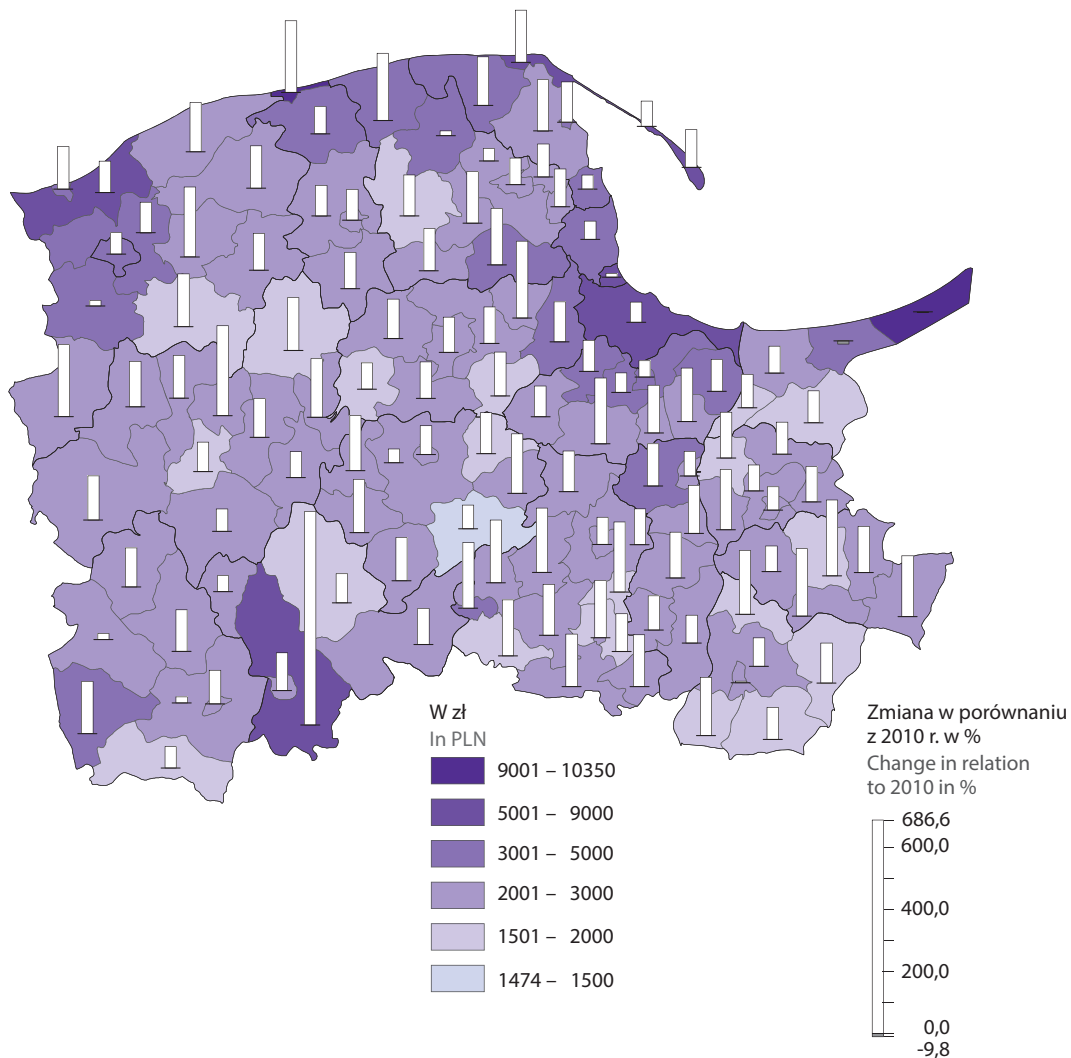 W zł
In PLN
9001 – 10350
5001 – 9000
3001 – 5000
2001 – 3000
1501 – 2000
1474 – 1500
Zmiana w porównaniu
z 2010 r. w %
Change in relation
to 2010 in %
686,6
600,0
400,0
200,0
0,0
-9,8